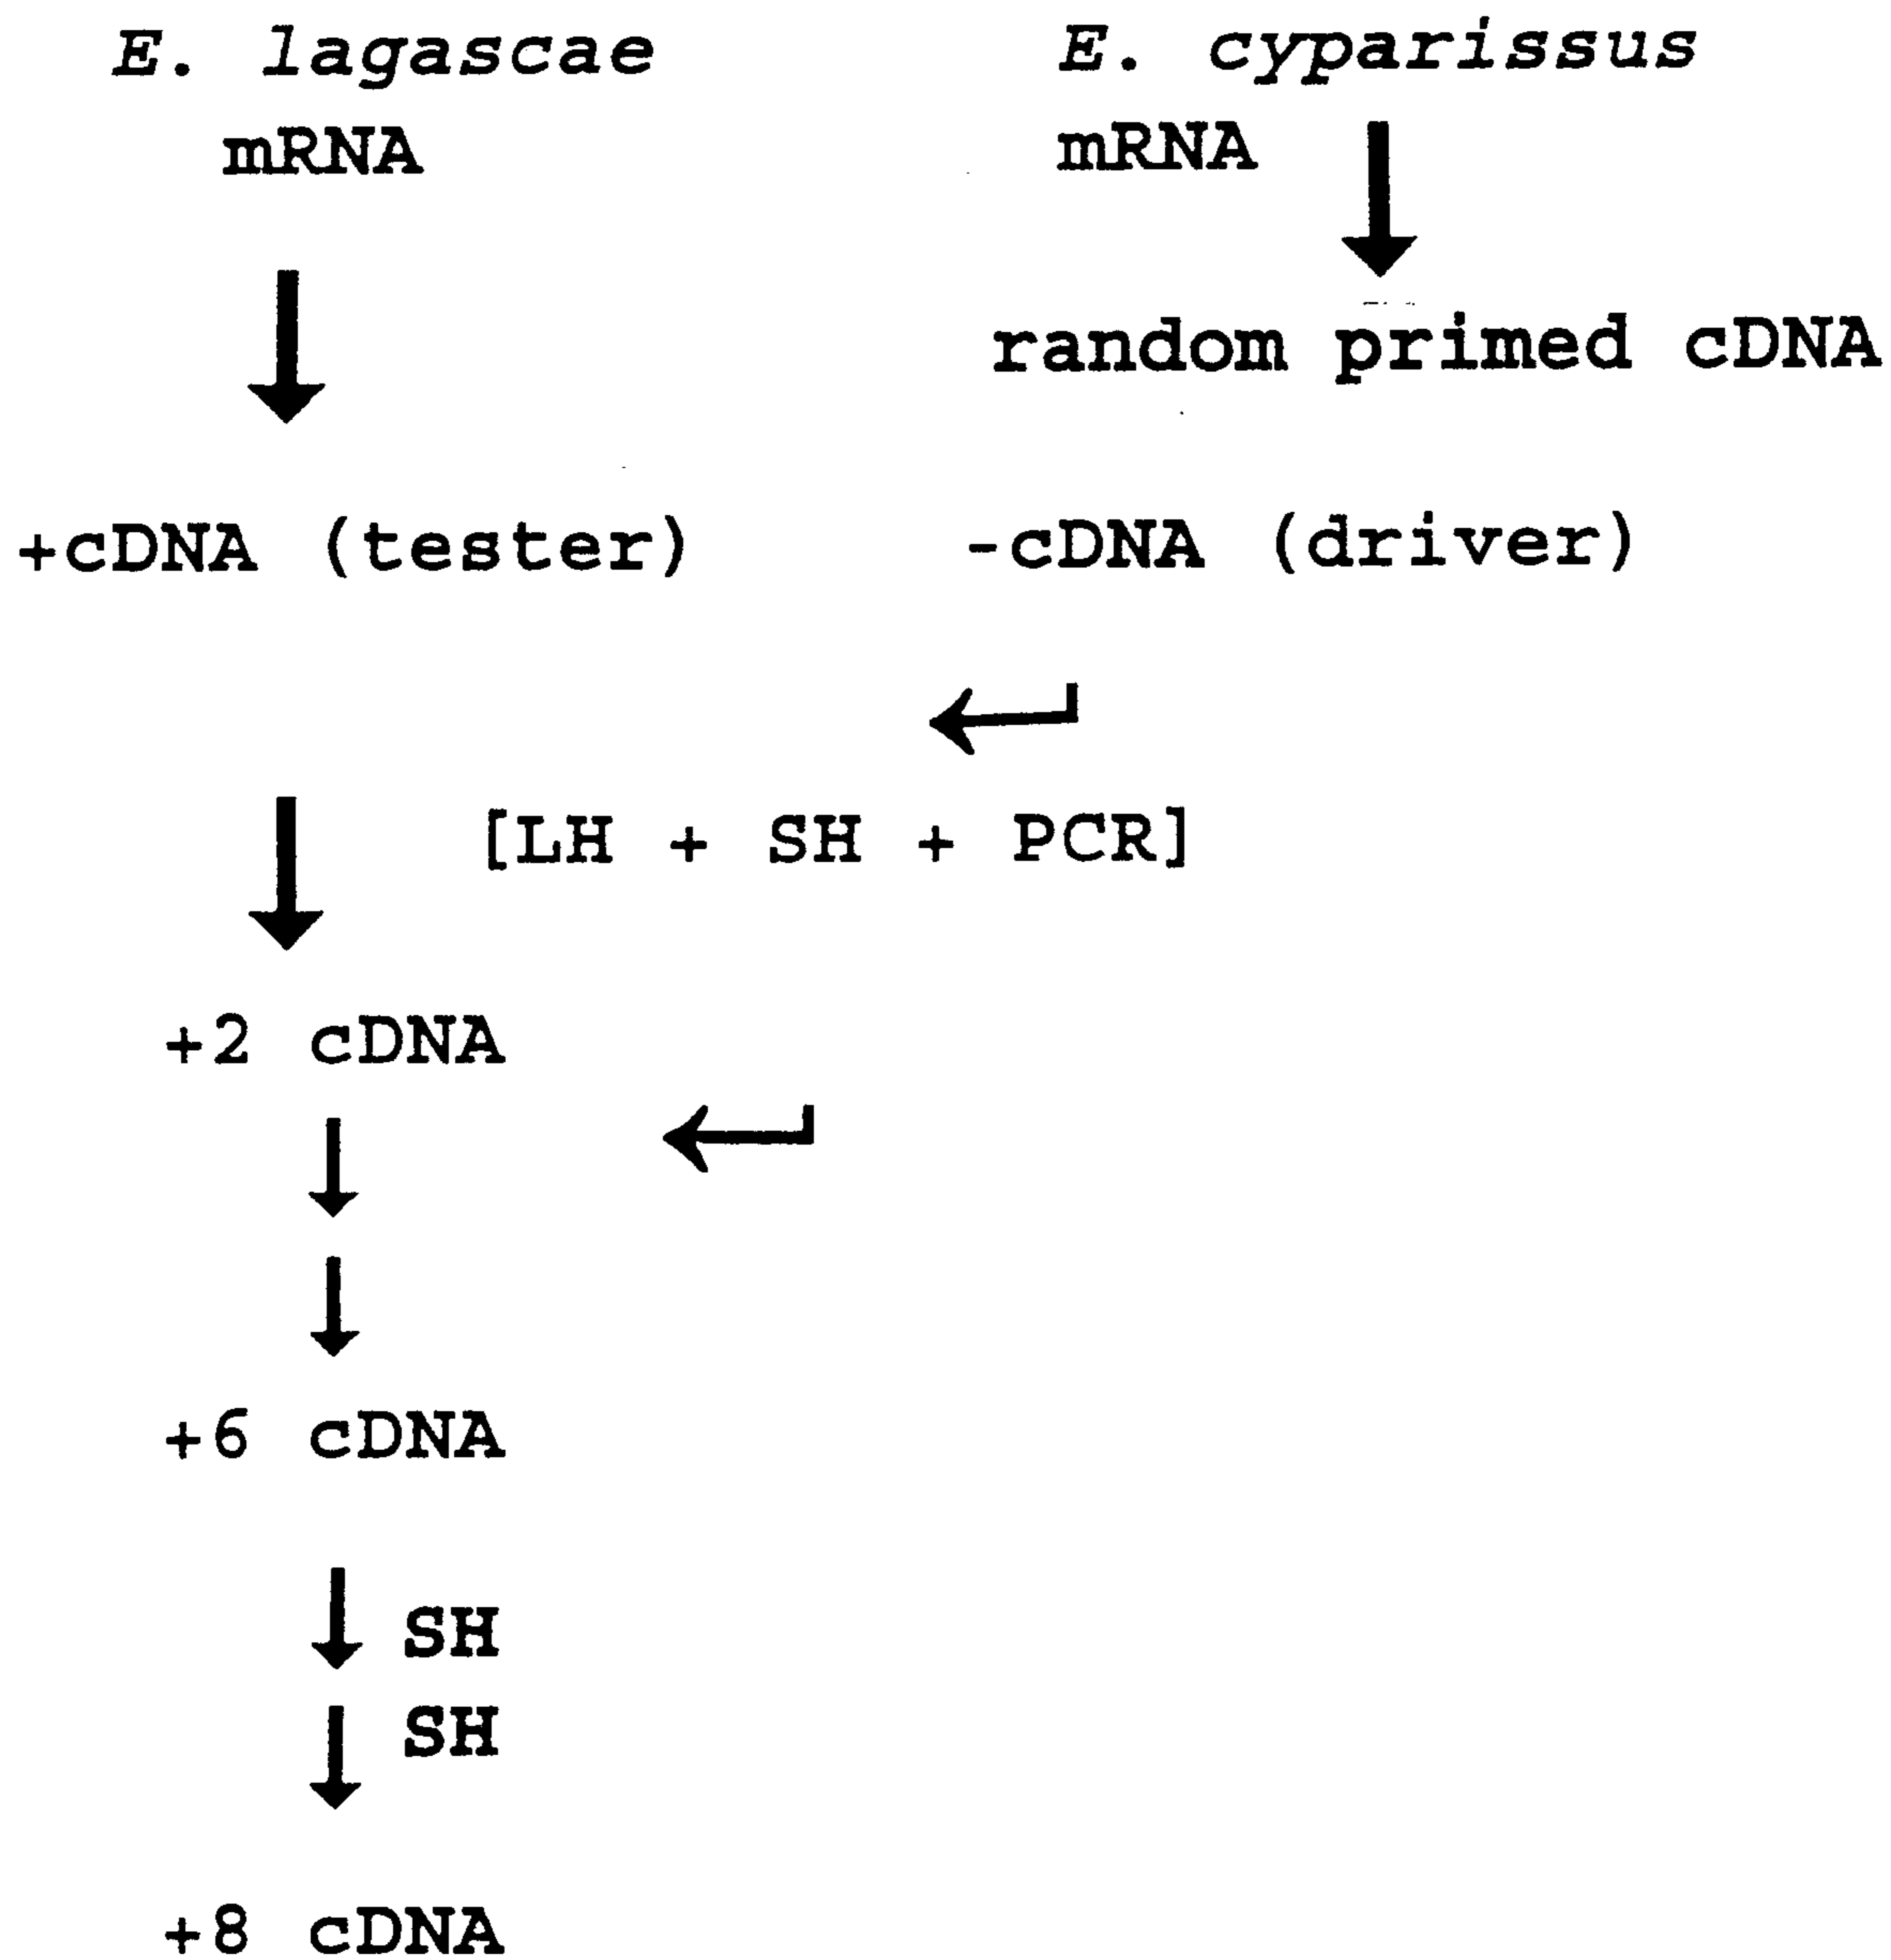 E. lagascae
mRNA
E. cyparissus
mRNA
random primed cDNA
+cDNA (tester)
-cDNA (driver)
[LH + SH + PCR]
+2 cDNA
+6 cDNA
SH
SH
+8 cDNA